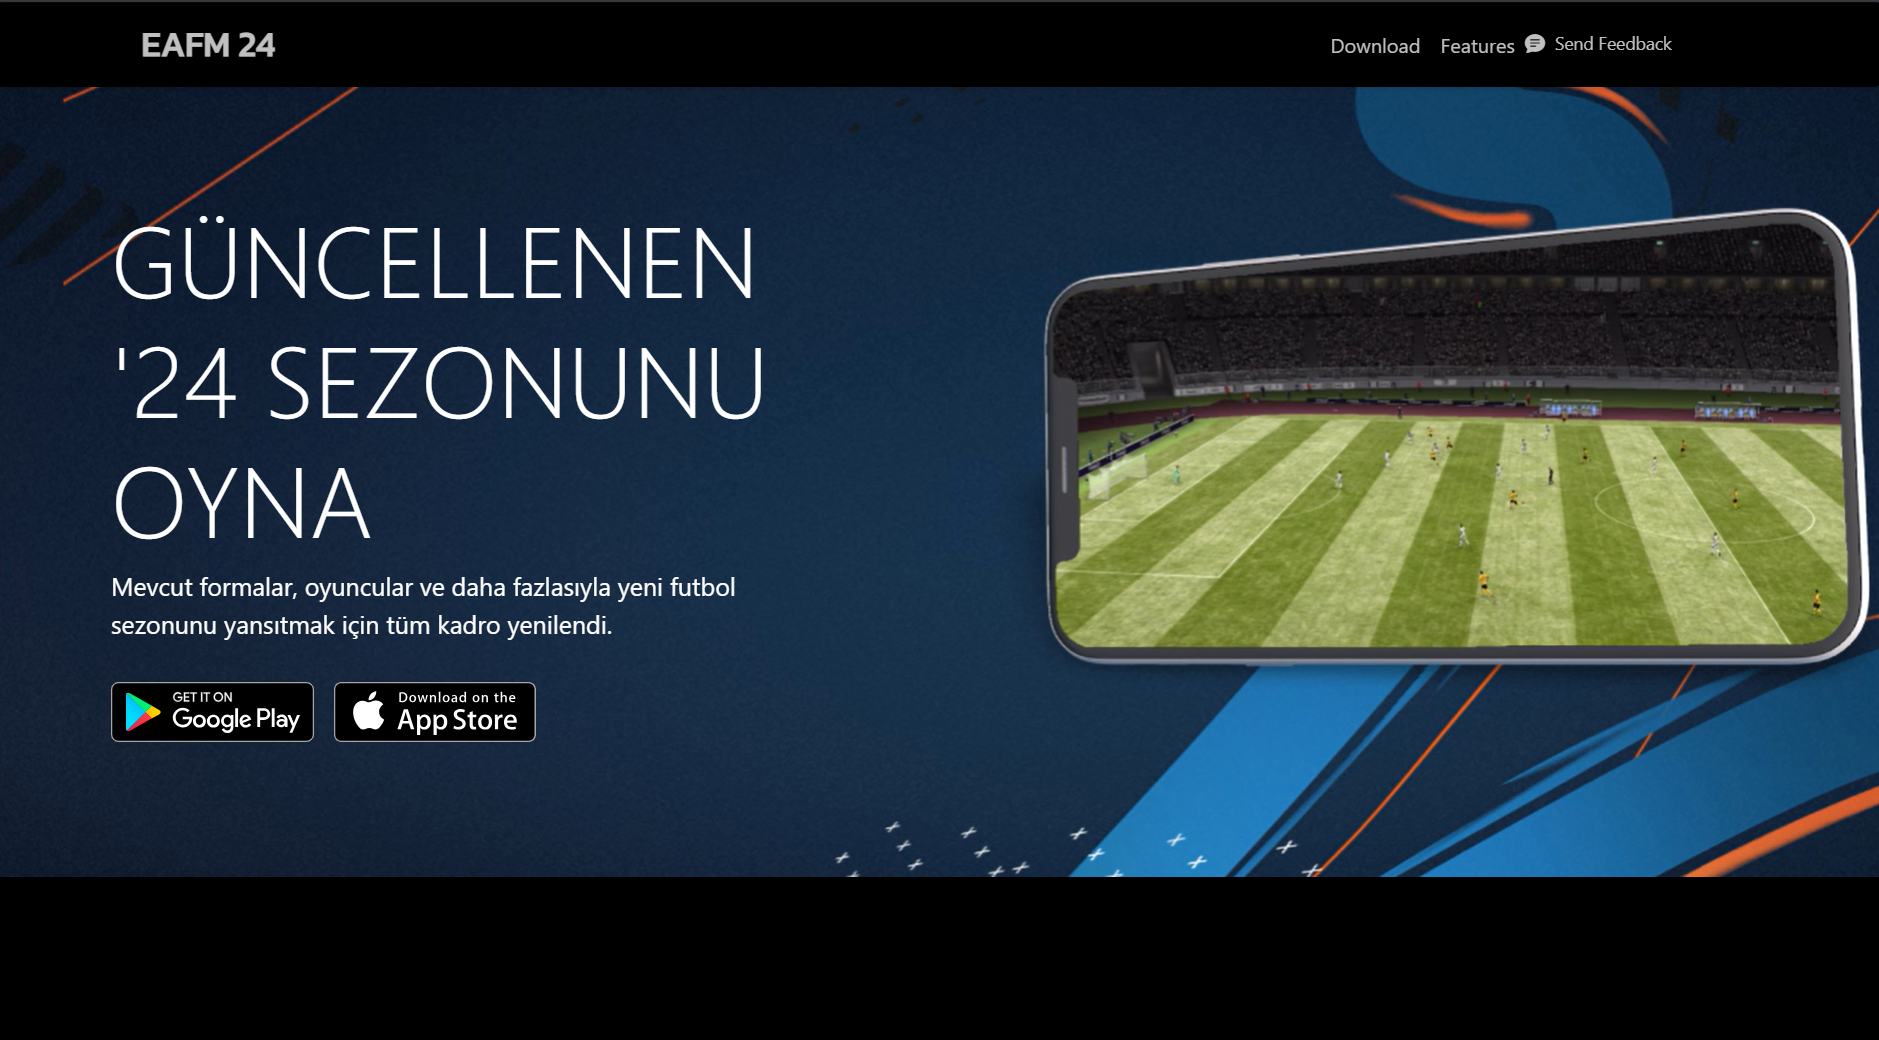 EAFM 24
Download Features Send Feedback
GÜNCELLENEN
'24 SEZONUNU
OYNA
Mevcut formalar, oyuncular ve daha fazlasıyla yeni futbol
sezonunu yansıtmak için tüm kadro yenilendi.
GET IT ON
Google Play
Download on the
App Store